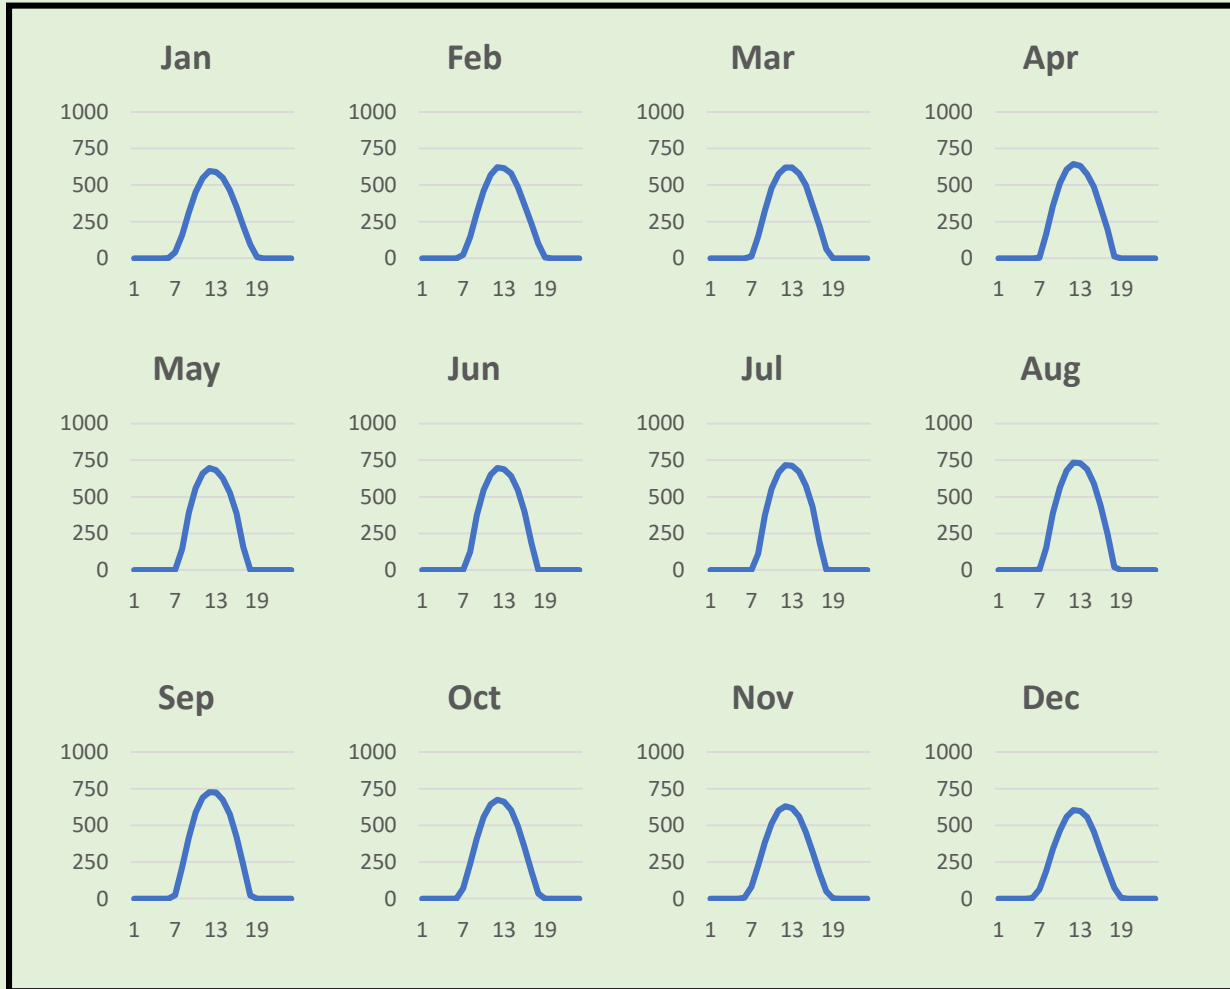 Jan Feb Mar Apr
1000 1000 1000 1000
750 750 750 750
500 500 500 500
250 250 250 250
0 0 0 0
1 7 13 19 1 7 13 19 1 7 13 19 1 7 13 19
May Jun Jul Aug
1000 1000 1000 1000
750 750 750 750
500 500 500 500
250 250 250 250
0 0 0 0
1 7 13 19 1 7 13 19 1 7 13 19 1 7 13 19
Sep Oct Nov Dec
1000 1000 1000 1000
750 750 750 750
500 500 500 500
250 250 250 250
0 0 0 0
1 7 13 19 1 7 13 19 1 7 13 19 1 7 13 19